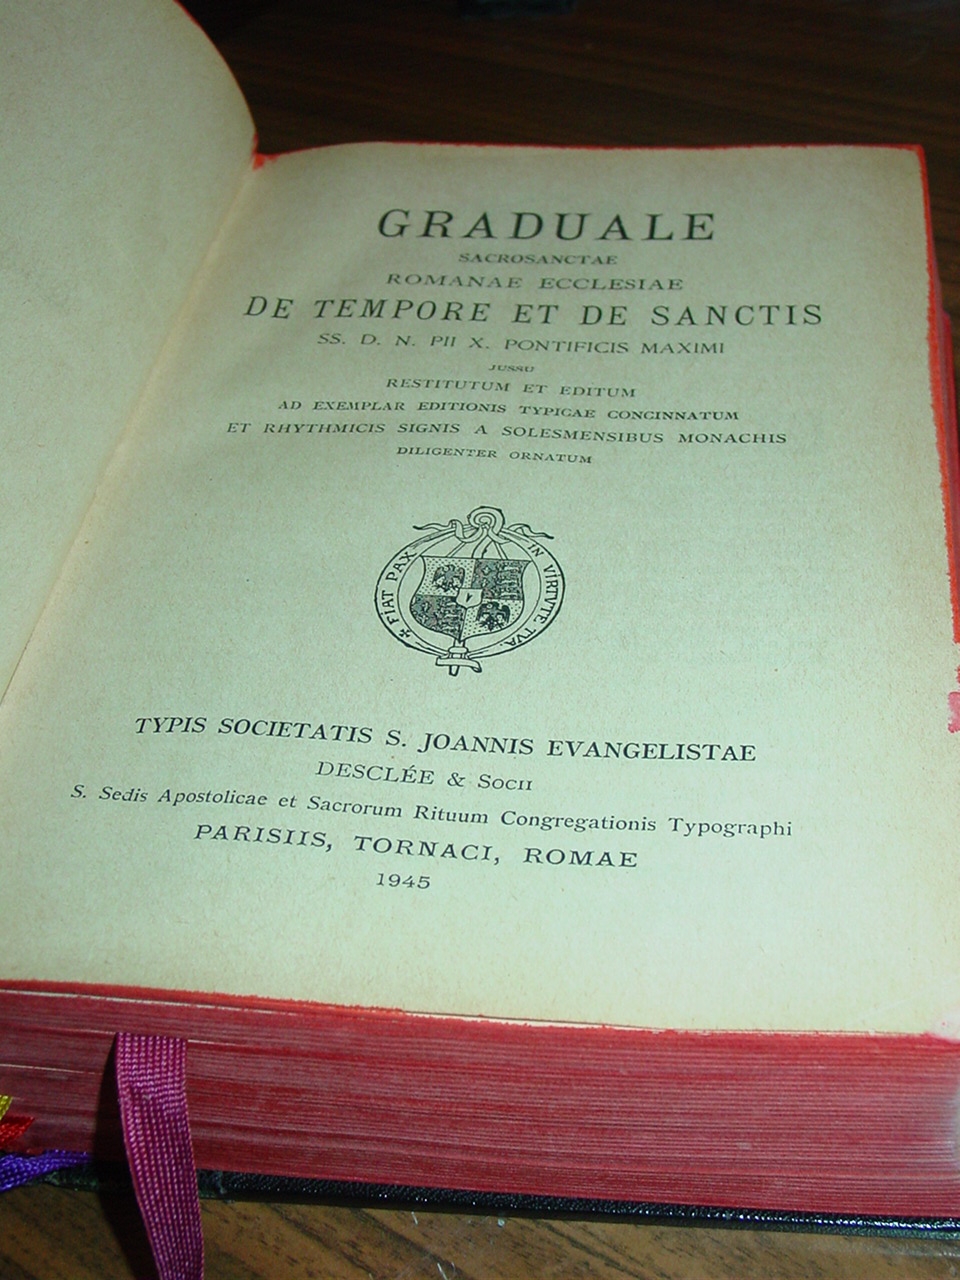 GRADUALE
SACROSANCTAE
ROMANAE ECCLESIAE
DE TEMPORE ET DE SANCTIS
SS. D. N. PII X. PONTIFICIS MAXIMI
JUSSU
RESTITUTUM ET EDITUM
AD EXEMPLAR EDITIONIS TYPICAE CONCINNATUM
ET RHYTHMICIS SIGNIS A SOLESMENSIBUS MONACHIS
DILIGENTER ORNATUM
✠ FIAT PAX IN VIRTVTE TVA.
TYPIS SOCIETATIS S. JOANNIS EVANGELISTAE
DESCLÉE & Socii
S. Sedis Apostolicae et Sacrorum Rituum Congregationis Typographi
PARISIIS, TORNACI, ROMAE
1945